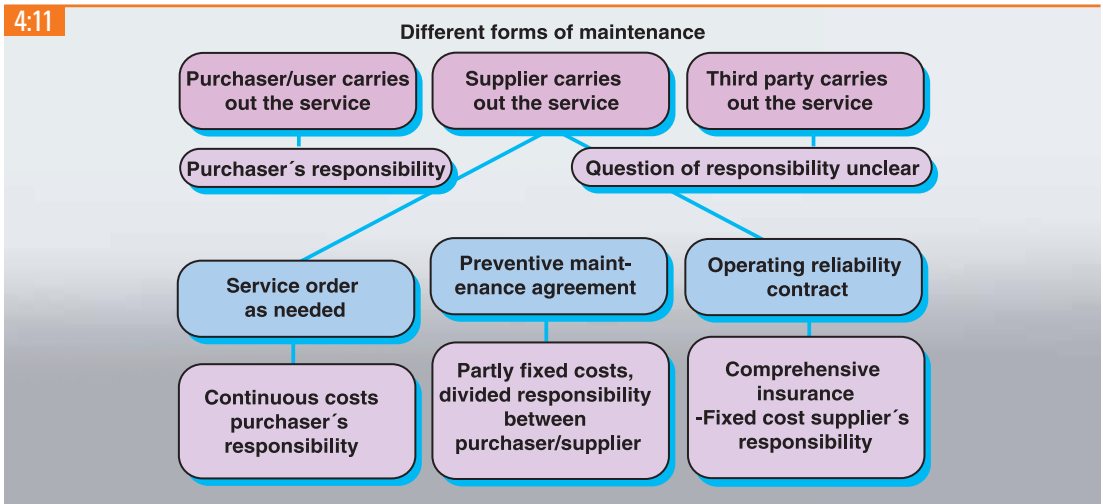 4:11
Different forms of maintenance
Purchaser/user carries
out the service
Supplier carries
out the service
Third party carries
out the service
Purchaser´s responsibility
Question of responsibility unclear
Service order
as needed
Preventive maint-
enance agreement
Operating reliability
contract
Continuous costs
purchaser´s
responsibility
Partly fixed costs,
divided responsibility
between
purchaser/supplier
Comprehensive
insurance
-Fixed cost supplier´s
responsibility